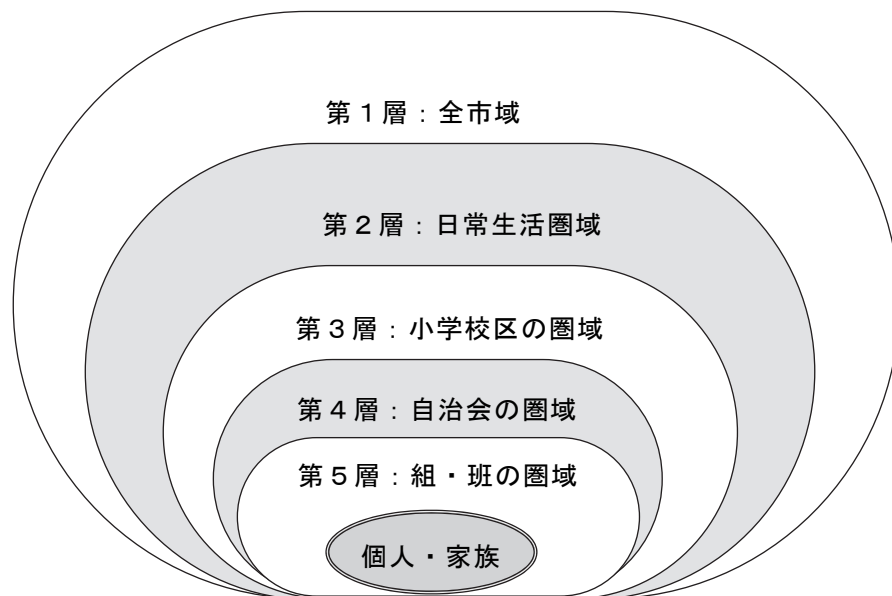 第１層：全市域
第２層：日常生活圏域
第３層：小学校区の圏域
第４層：自治会の圏域
第５層：組・班の圏域
個人・家族